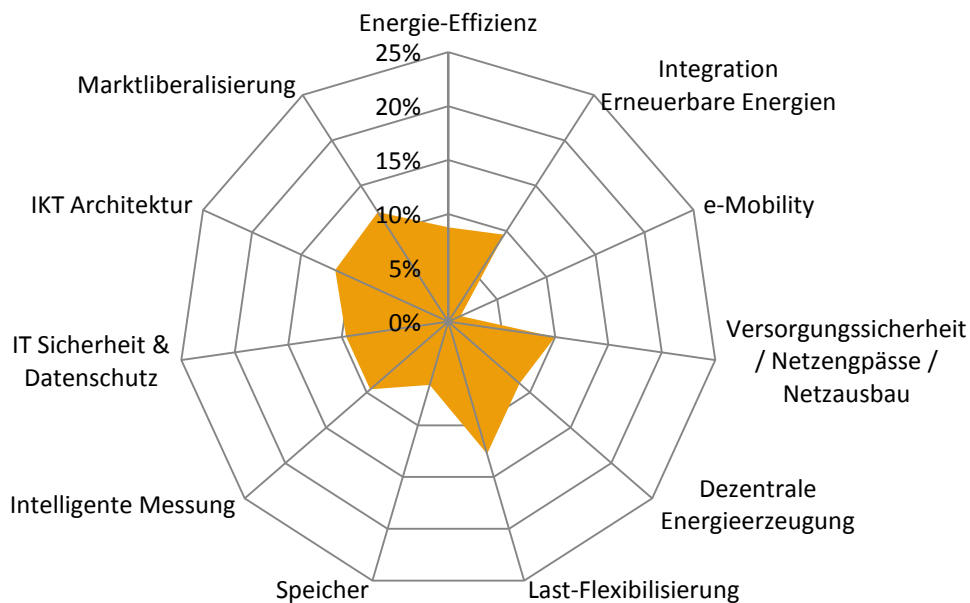 Energie-Effizienz
25%
20%
15%
10%
5%
0%
Integration
Erneuerbare Energien
e-Mobility
Versorgungssicherheit
/ Netzengpässe /
Netzausbau
Dezentrale
Energieerzeugung
Last-Flexibilisierung
Speicher
Intelligente Messung
IT Sicherheit &
Datenschutz
IKT Architektur
Marktliberalisierung